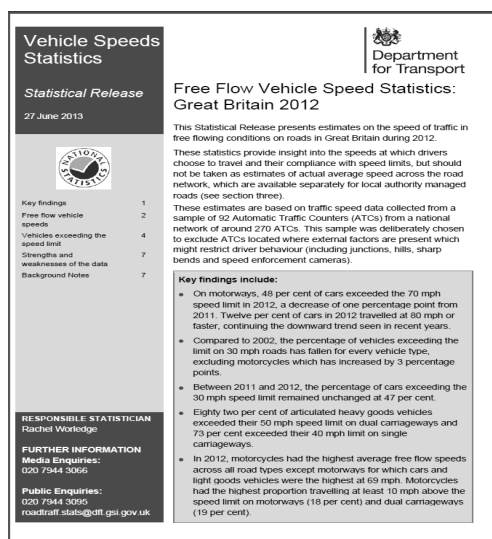 Vehicle Speeds
Statistics
Statistical Release
27 June 2013
NATIONAL
STATISTICS
Key findings 1
Free flow vehicle 2
speeds
Vehicles exceeding the 4
speed limit
Strengths and 7
weaknesses of the data
Background Notes 7
RESPONSIBLE STATISTICIAN
Rachel Worledge
FURTHER INFORMATION
Media Enquiries:
020 7944 3066
Public Enquiries:
020 7944 3095
roadtraff.stats@dft.gsi.gov.uk
Department
for Transport
Free Flow Vehicle Speed Statistics:
Great Britain 2012
This Statistical Release presents estimates on the speed of traffic in
free flowing conditions on roads in Great Britain during 2012.
These statistics provide insight into the speeds at which drivers
choose to travel and their compliance with speed limits, but should
not be taken as estimates of actual average speed across the road
network, which are available separately for local authority managed
roads (see section three).
These estimates are based on traffic speed data collected from a
sample of 92 Automatic Traffic Counters (ATCs) from a national
network of around 270 ATCs. This sample was deliberately chosen
to exclude ATCs located where external factors are present which
might restrict driver behaviour (including junctions, hills, sharp
bends and speed enforcement cameras).
Key findings include:
• On motorways, 48 per cent of cars exceeded the 70 mph
speed limit in 2012, a decrease of one percentage point from
2011. Twelve per cent of cars in 2012 travelled at 80 mph or
faster, continuing the downward trend seen in recent years.
• Compared to 2002, the percentage of vehicles exceeding the
limit on 30 mph roads has fallen for every vehicle type,
excluding motorcycles which has increased by 3 percentage
points.
• Between 2011 and 2012, the percentage of cars exceeding the
30 mph speed limit remained unchanged at 47 per cent.
• Eighty two per cent of articulated heavy goods vehicles
exceeded their 50 mph speed limit on dual carriageways and
73 per cent exceeded their 40 mph limit on single
carriageways.
• In 2012, motorcycles had the highest average free flow speeds
across all road types except motorways for which cars and
light goods vehicles were the highest at 69 mph. Motorcycles
had the highest proportion travelling at least 10 mph above the
speed limit on motorways (18 per cent) and dual carriageways
(19 per cent).